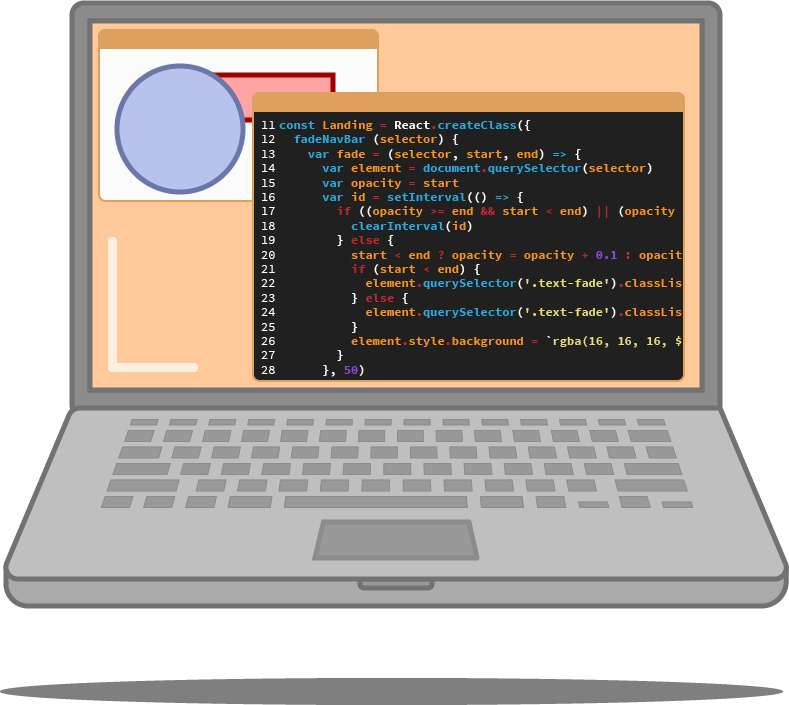 11 const Landing = React.createClass({
12 fadeNavBar (selector) {
13 var fade = (selector, start, end) => {
14 var element = document.querySelector(selector)
15 var opacity = start
16 var id = setInterval(() => {
17 if ((opacity >= end && start < end) || (opacity
18 clearInterval(id)
19 } else {
20 start < end ? opacity = opacity + 0.1 : opacit
21 if (start < end) {
22 element.querySelector('.text-fade').classLis
23 } else {
24 element.querySelector('.text-fade').classLis
25 }
26 element.style.background = `rgba(16, 16, 16, $
27 }
28 }, 50)